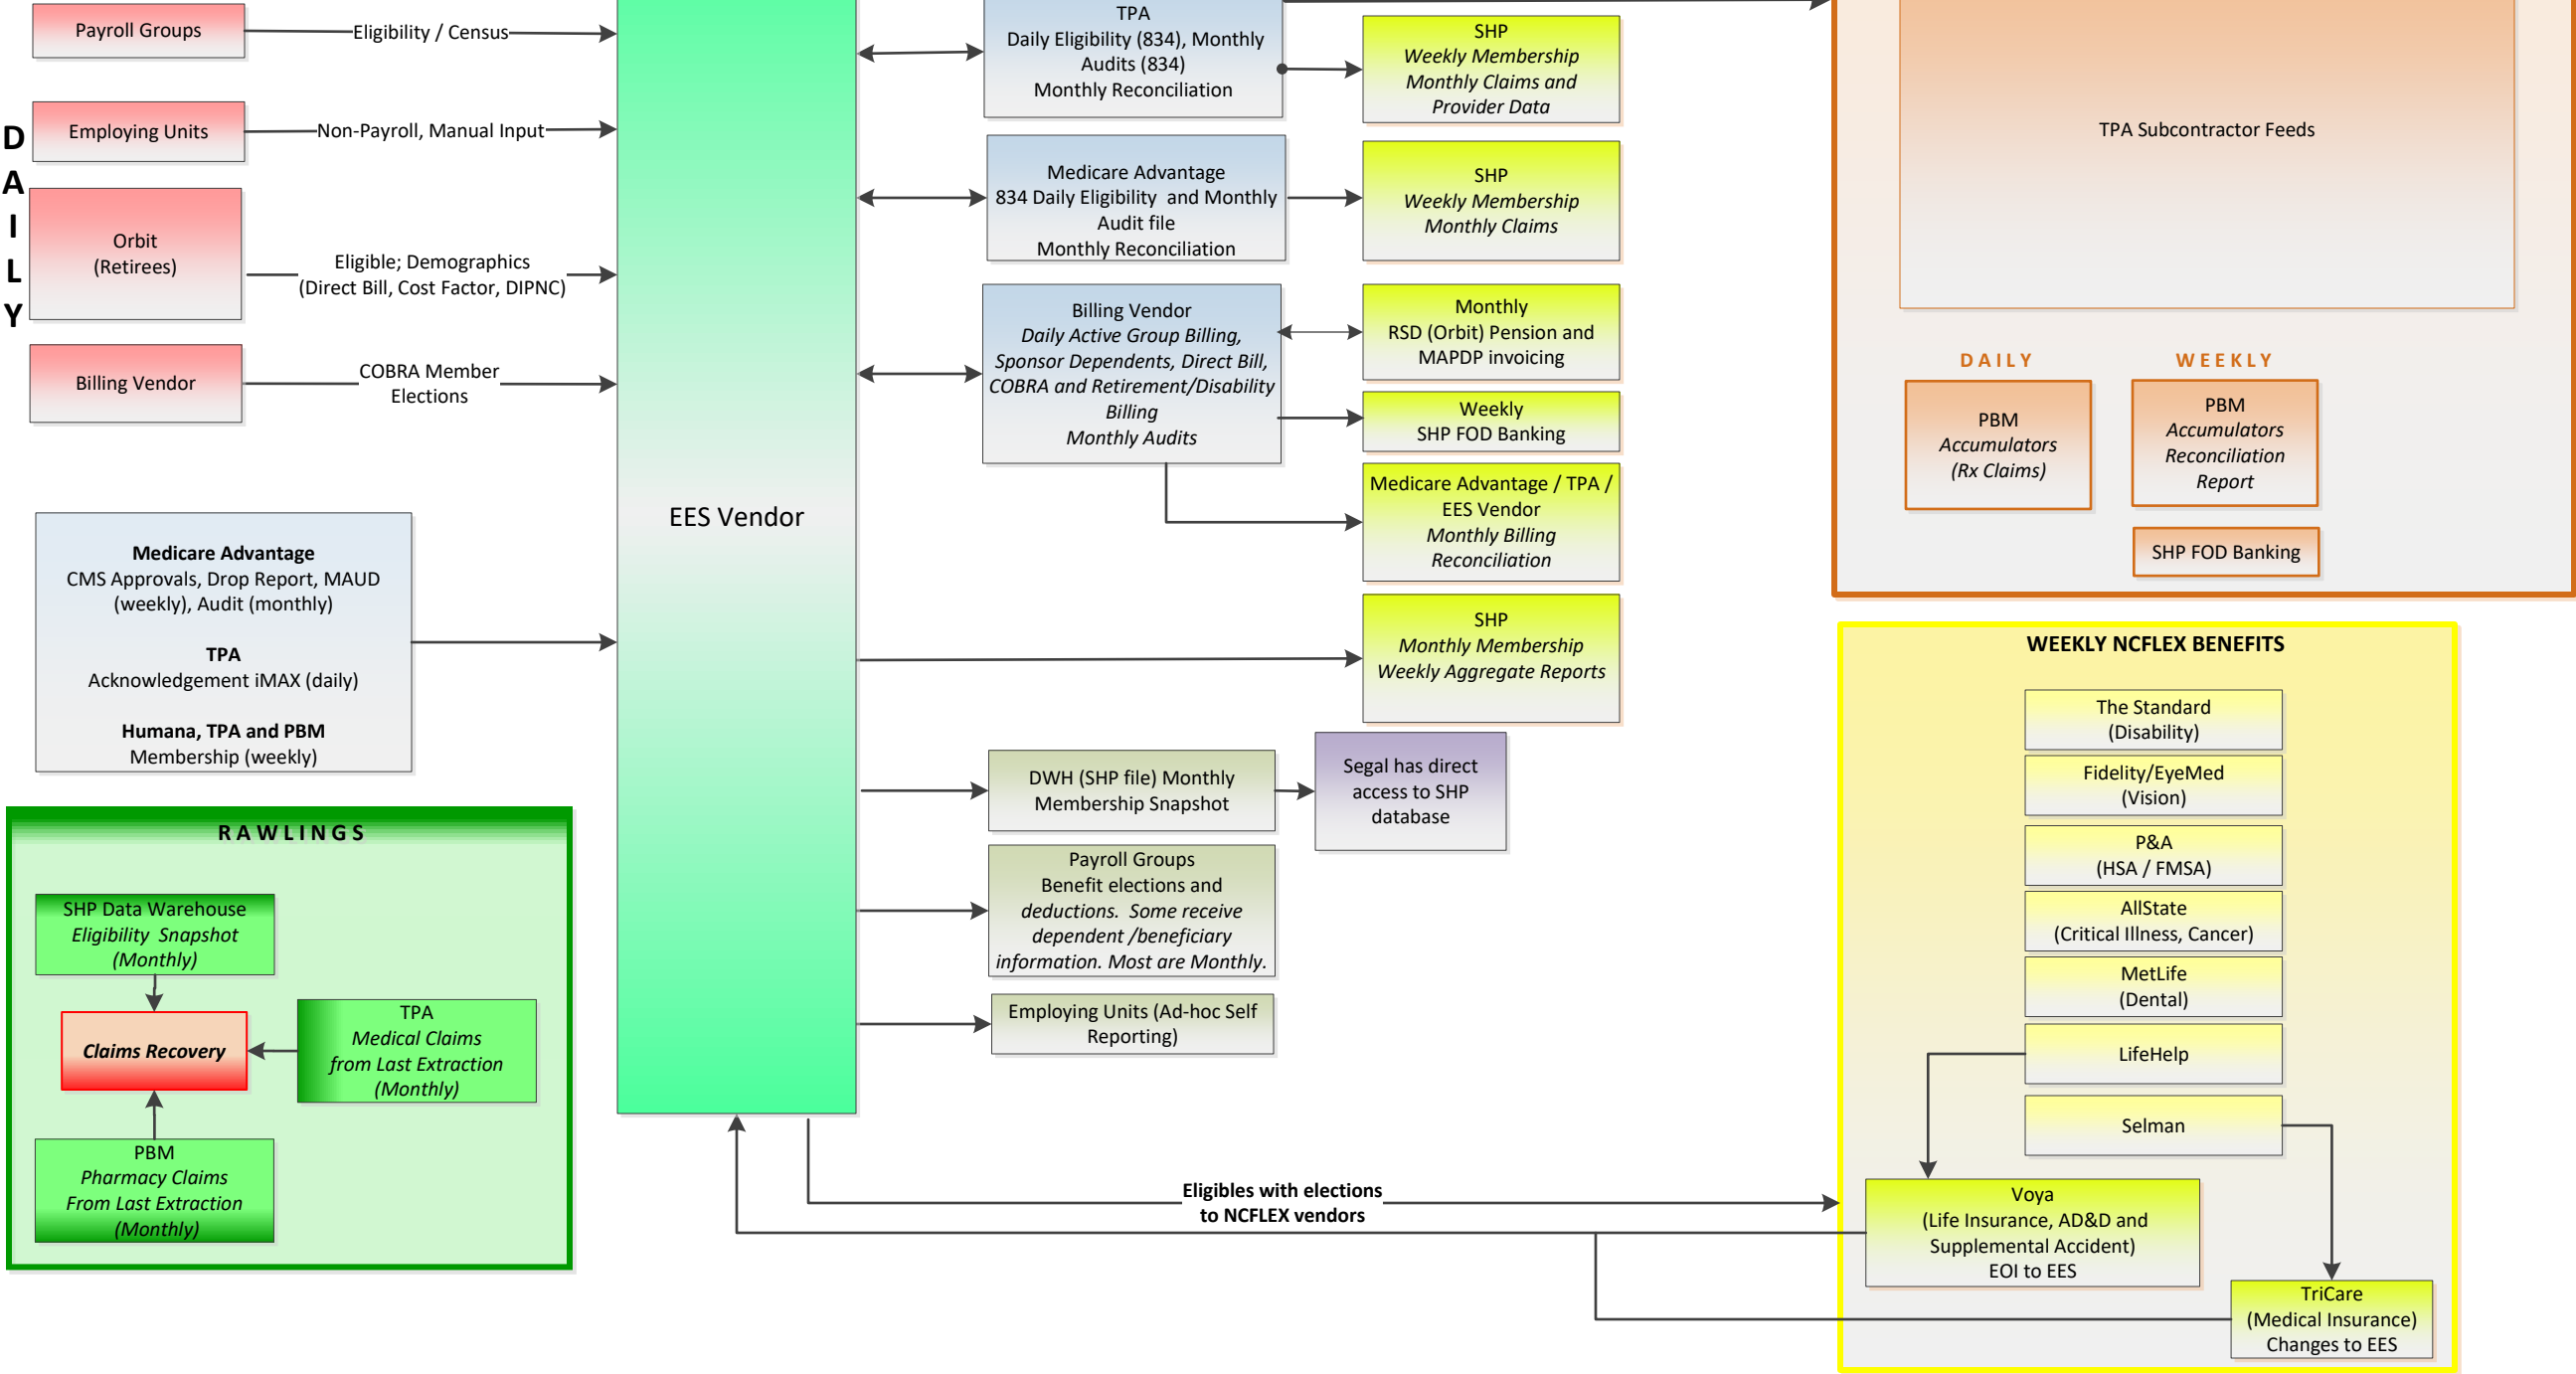 Payroll Groups
Eligibility / Census
Employing Units
Non-Payroll, Manual Input
D
A
I
L
Y
Orbit
(Retirees)
Eligible; Demographics
(Direct Bill, Cost Factor, DIPNC)
Billing Vendor
COBRA Member
Elections
Medicare Advantage
CMS Approvals, Drop Report, MAUD
(weekly), Audit (monthly)
TPA
Acknowledgement iMAX (daily)
Humana, TPA and PBM
Membership (weekly)
RAWLINGS
SHP Data Warehouse
Eligibility Snapshot
(Monthly)
Claims Recovery
TPA
Medical Claims
from Last Extraction
(Monthly)
PBM
Pharmacy Claims
From Last Extraction
(Monthly)
EES Vendor
TPA
Daily Eligibility (834), Monthly
Audits (834)
Monthly Reconciliation
SHP
Weekly Membership
Monthly Claims and
Provider Data
Medicare Advantage
834 Daily Eligibility and Monthly
Audit file
Monthly Reconciliation
SHP
Weekly Membership
Monthly Claims
Billing Vendor
Daily Active Group Billing,
Sponsor Dependents, Direct Bill,
COBRA and Retirement/Disability
Billing
Monthly Audits
Monthly
RSD (Orbit) Pension and
MAPDP invoicing
Weekly
SHP FOD Banking
Medicare Advantage / TPA /
EES Vendor
Monthly Billing
Reconciliation
SHP
Monthly Membership
Weekly Aggregate Reports
DWH (SHP file) Monthly
Membership Snapshot
Segal has direct
access to SHP
database
Payroll Groups
Benefit elections and
deductions. Some receive
dependent /beneficiary
information. Most are Monthly.
Employing Units (Ad-hoc Self
Reporting)
Eligibles with elections
to NCFLEX vendors
TPA Subcontractor Feeds
DAILY
PBM
Accumulators
(Rx Claims)
WEEKLY
PBM
Accumulators
Reconciliation
Report
SHP FOD Banking
WEEKLY NCFLEX BENEFITS
The Standard
(Disability)
Fidelity/EyeMed
(Vision)
P&A
(HSA / FMSA)
AllState
(Critical Illness, Cancer)
MetLife
(Dental)
LifeHelp
Selman
Voya
(Life Insurance, AD&D and
Supplemental Accident)
EOI to EES
TriCare
(Medical Insurance)
Changes to EES